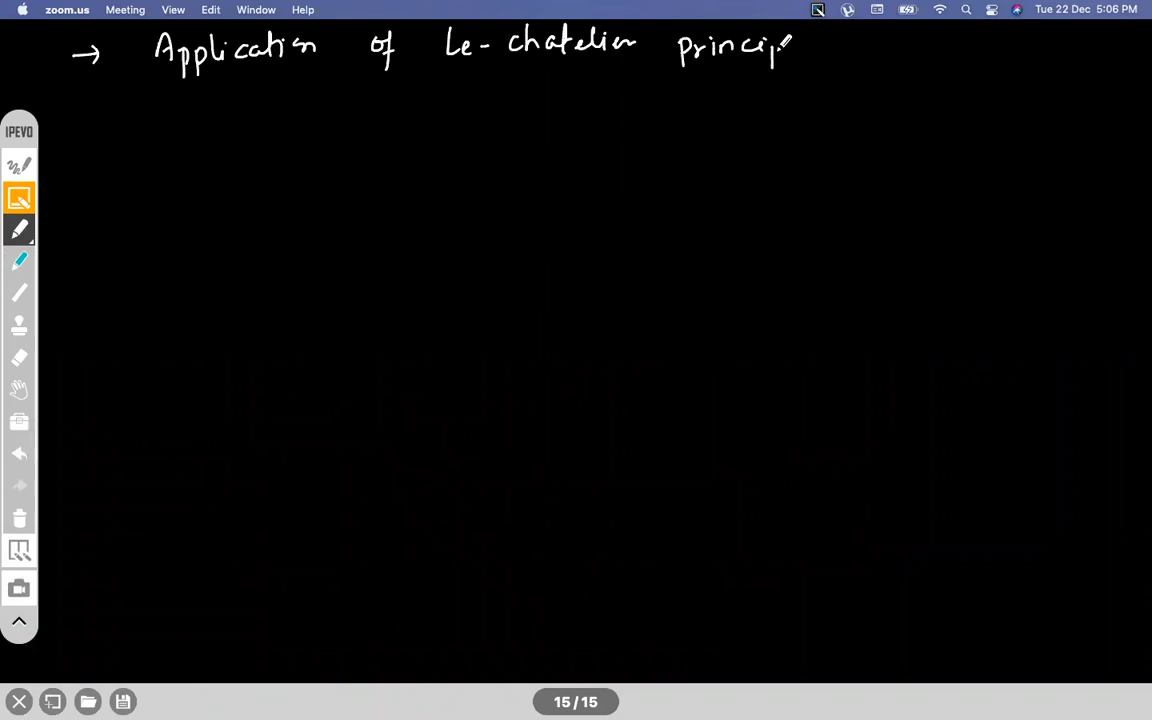 zoom.us Meeting View Edit Window Help Tue 22 Dec 5:06 PM
→ Application of Le-chatelier princip
IPEVO
15/15